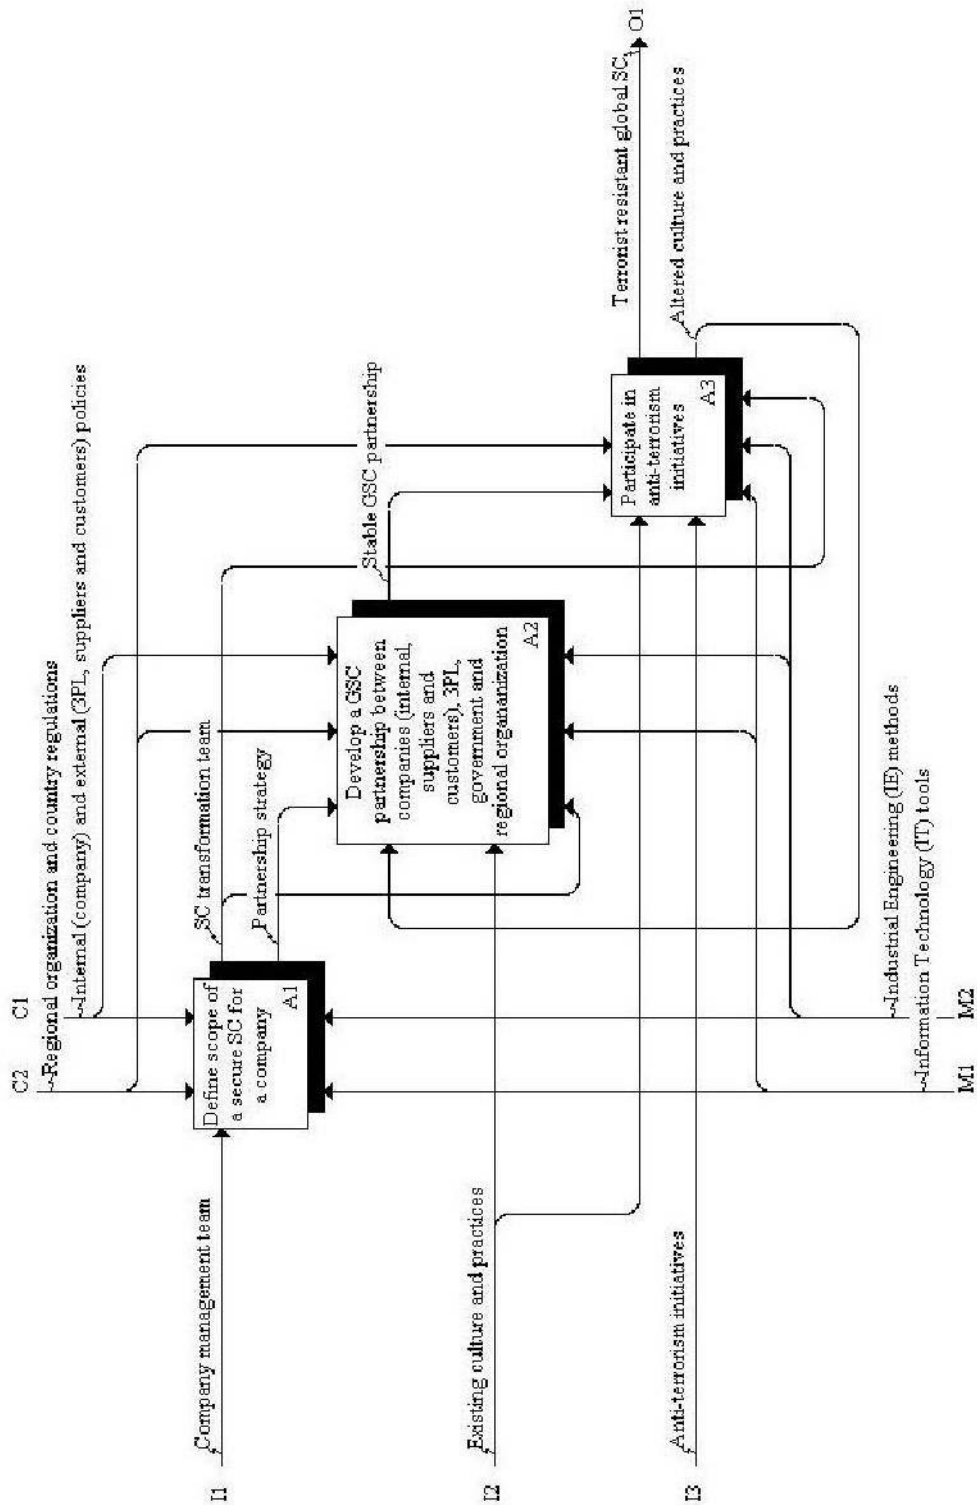 C2
C1
Regional organization and country regulations
Internal (company) and external (3PL, suppliers and customers) policies
I1
Company management team
Define scope of
a secure SC for
a company
A1
SC transformation team
Partnership strategy
Develop a GSC
partnership between
companies (internal,
suppliers and
customers), 3PL,
government and
regional organanization
A2
Stable GSC partnership
I2
Existing culture and practices
I3
Anti-terrorism initiatives
Participate in
anti-terrorism
initiatives
A3
Terrorist resistant global SC
O1
Altered culture and practices
Industrial Engineering (IE) methods
Information Technology (IT) tools
M1
M2